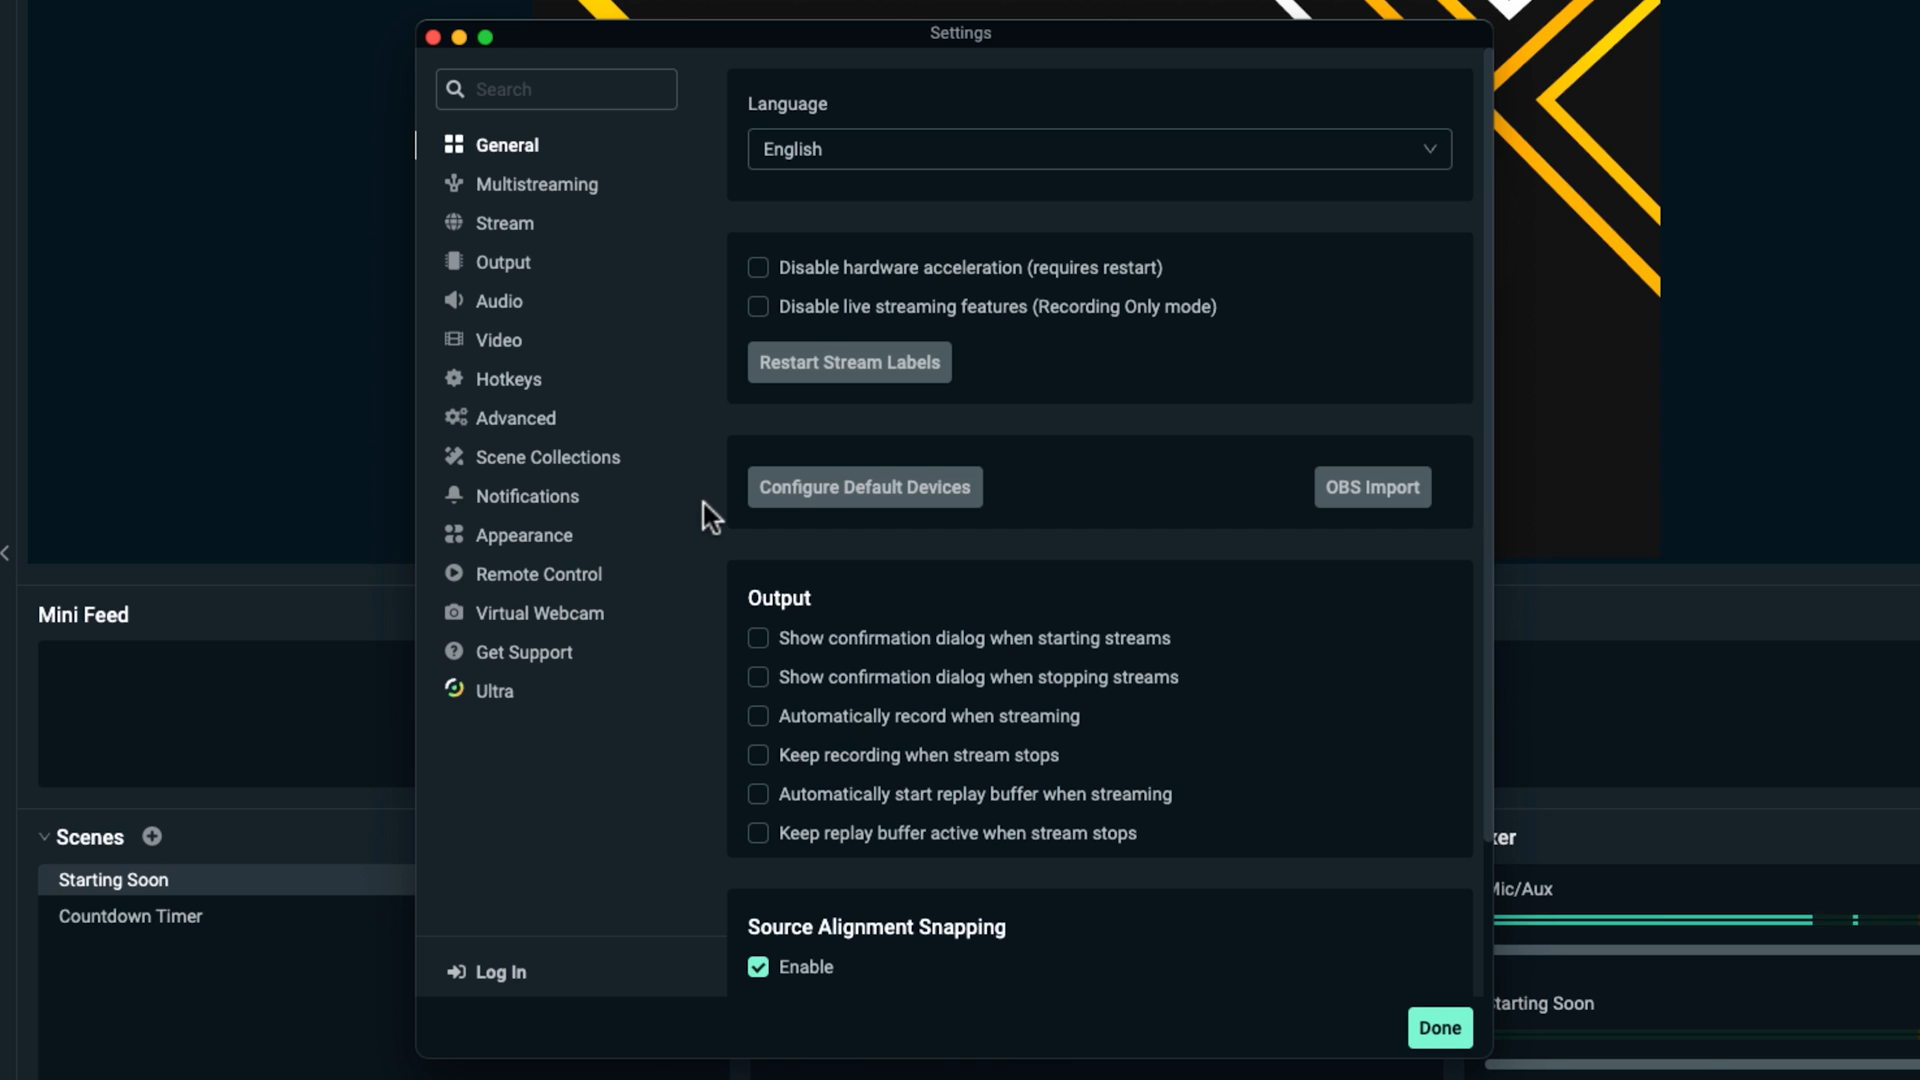 Settings
Search
General
Multistreaming
Stream
Output
Audio
Video
Hotkeys
Advanced
Scene Collections
Notifications
Appearance
Remote Control
Virtual Webcam
Get Support
Ultra
Log In
Language
English
Disable hardware acceleration (requires restart)
Disable live streaming features (Recording Only mode)
Restart Stream Labels
Configure Default Devices
OBS Import
Output
Show confirmation dialog when starting streams
Show confirmation dialog when stopping streams
Automatically record when streaming
Keep recording when stream stops
Automatically start replay buffer when streaming
Keep replay buffer active when stream stops
Source Alignment Snapping
Enable
Done
Mini Feed
Scenes
Starting Soon
Countdown Timer
Mic/Aux
Starting Soon